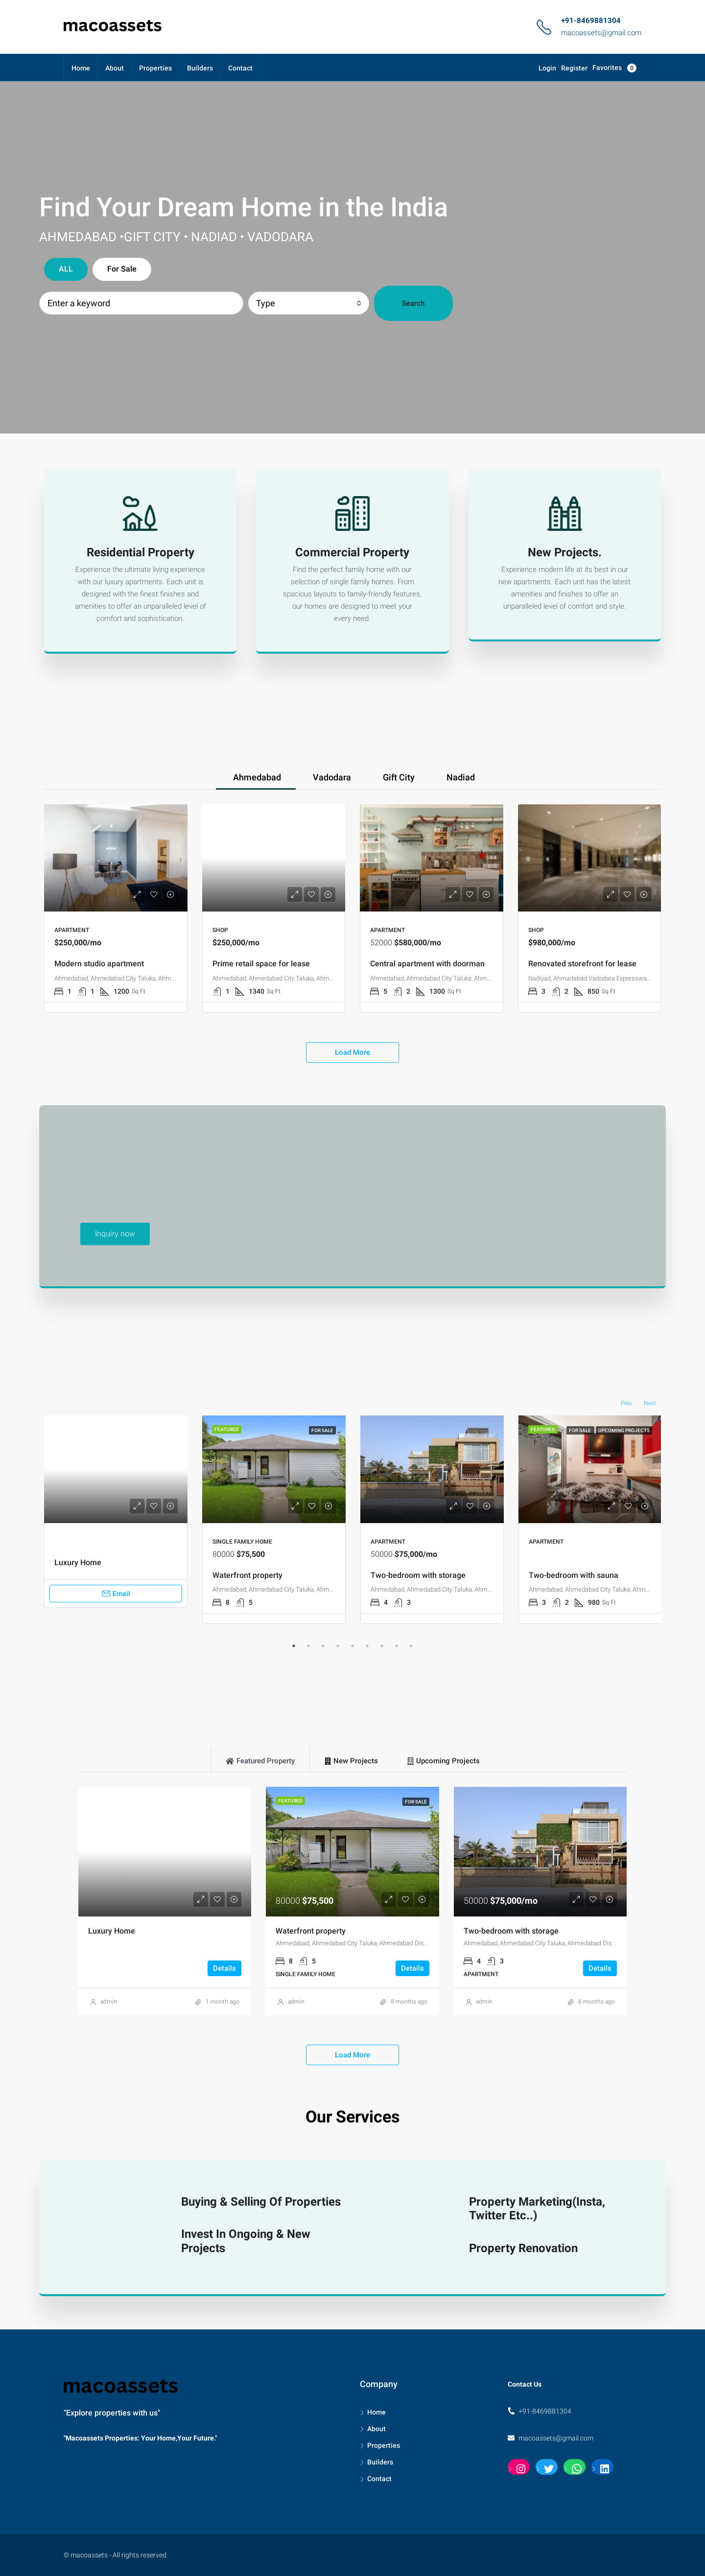 macoassets
+91-8469881304
macoassets@gmail.com
Home About Properties Builders Contact
Login Register Favorites 0
Find Your Dream Home in the India
AHMEDABAD •GIFT CITY • NADIAD • VADODARA
ALL For Sale
Enter a keyword Type Search
Residential Property
Experience the ultimate living experience
with our luxury apartments. Each unit is
designed with the finest finishes and
amenities to offer an unparalleled level of
comfort and sophistication.
Commercial Property
Find the perfect family home with our
selection of single family homes. From
spacious layouts to family-friendly features,
our homes are designed to meet your
every need.
New Projects.
Experience modern life at its best in our
new apartments. Each unit has the latest
amenities and finishes to offer an
unparalleled level of comfort and style.
Ahmedabad Vadodara Gift City Nadiad
APARTMENT
$250,000/mo
Modern studio apartment
Ahmedabad, Ahmedabad City Taluka, Ahm...
1 1 1200 Sq Ft
SHOP
$250,000/mo
Prime retail space for lease
Ahmedabad, Ahmedabad City Taluka, Ahm...
1 1340 Sq Ft
APARTMENT
52000 $580,000/mo
Central apartment with doorman
Ahmedabad, Ahmedabad City Taluka, Ahm...
5 2 1300 Sq Ft
SHOP
$980,000/mo
Renovated storefront for lease
Nadiyad, Ahmadabad Vadodara Expresswa...
3 2 850 Sq Ft
Load More
Inquiry now
Prev Next
Luxury Home
Email
FEATURED FOR SALE
SINGLE FAMILY HOME
80000 $75,500
Waterfront property
Ahmedabad, Ahmedabad City Taluka, Ahm...
8 5
APARTMENT
50000 $75,000/mo
Two-bedroom with storage
Ahmedabad, Ahmedabad City Taluka, Ahm...
4 3
FEATURED FOR SALE UPCOMING PROJECTS
APARTMENT
Two-bedroom with sauna
Ahmedabad, Ahmedabad City Taluka, Ahm...
3 2 980 Sq Ft
Featured Property New Projects Upcoming Projects
Luxury Home
Details
admin 1 month ago
FEATURED FOR SALE
80000 $75,500
Waterfront property
Ahmedabad, Ahmedabad City Taluka, Ahmedabad Dis...
8 5
SINGLE FAMILY HOME
Details
admin 8 months ago
50000 $75,000/mo
Two-bedroom with storage
Ahmedabad, Ahmedabad City Taluka, Ahmedabad Dis...
4 3
APARTMENT
Details
admin 8 months ago
Load More
Our Services
Buying & Selling Of Properties
Invest In Ongoing & New
Projects
Property Marketing(Insta,
Twitter Etc..)
Property Renovation
macoassets
"Explore properties with us"
"Macoassets Properties: Your Home,Your Future."
Company
Home
About
Properties
Builders
Contact
Contact Us
+91-8469881304
macoassets@gmail.com
© macoassets - All rights reserved